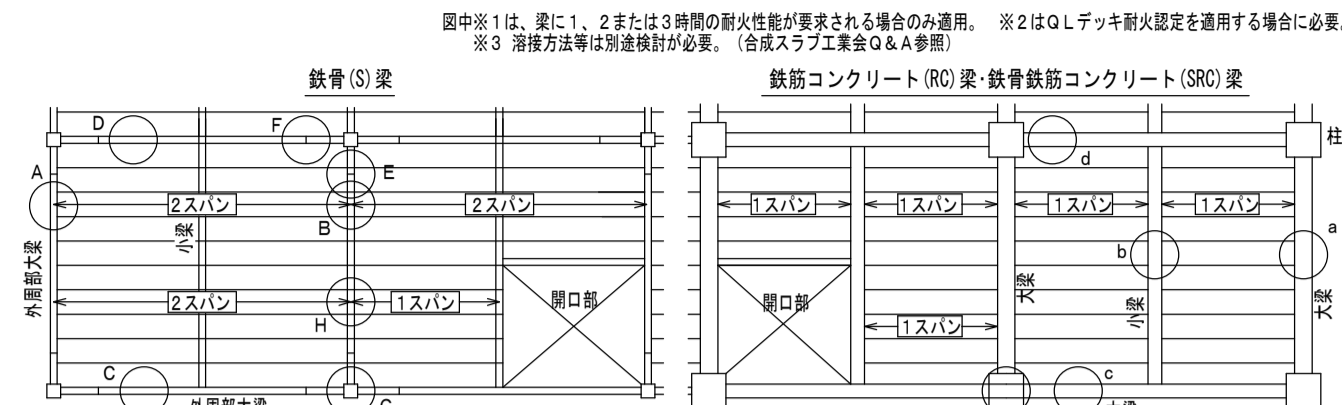 図中※1は、梁に1、2または3時間の耐火性能が要求される場合のみ適用。 ※2はQLデッキ耐火認定を適用する場合に必要。
※3 溶接方法等は別途検討が必要。（合成スラブ工業会Q＆A参照）
鉄骨(S)梁
D
F
A
E
2スパン
2スパン
B
小梁
外周部大梁
2スパン
1スパン
開口部
H
C
G
外周部大梁
鉄筋コンクリート(RC)梁・鉄骨鉄筋コンクリート(SRC)梁
柱
d
1スパン
1スパン
1スパン
1スパン
a
b
大梁
小梁
大梁
開口部
1スパン
c
大梁